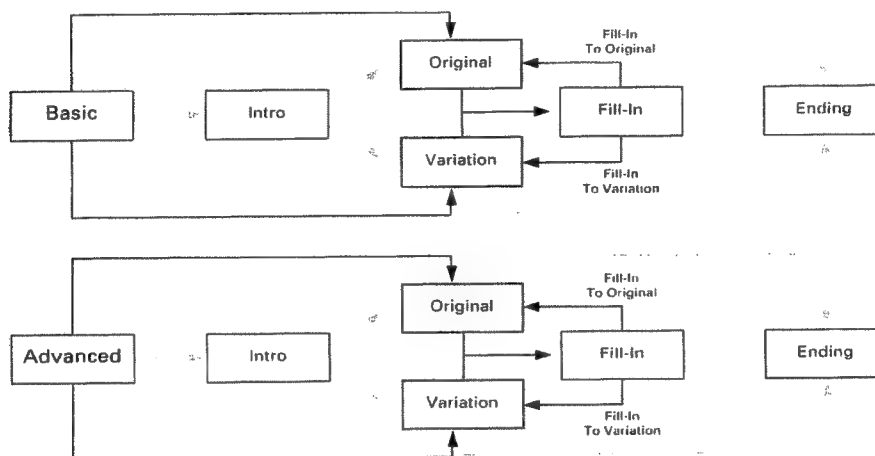 Fill-In
To Original
Original
Basic
Intro
Fill-In
Ending
Variation
Fill-In
To Variation
Fill-In
To Original
Original
Advanced
Intro
Fill-In
Ending
Variation
Fill-In
To Variation